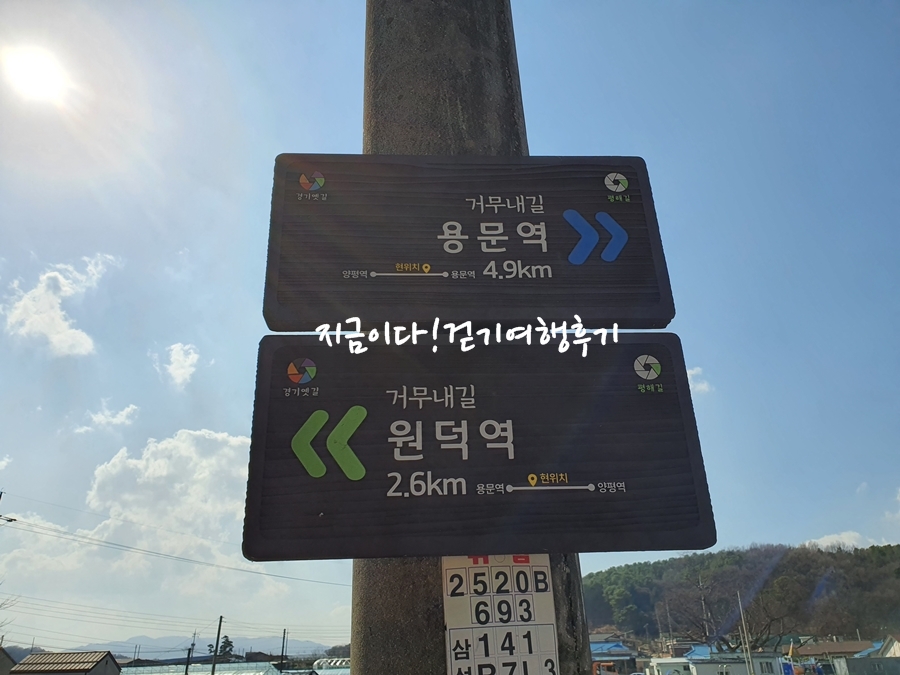 경기옛길
평해길
거무내길
용문역
양평역 현위치 용문역 4.9km
지금이다!걷기여행후기
경기옛길
평해길
거무내길
원덕역
2.6km 용문역 현위치 양평역
2520B
693
삼141